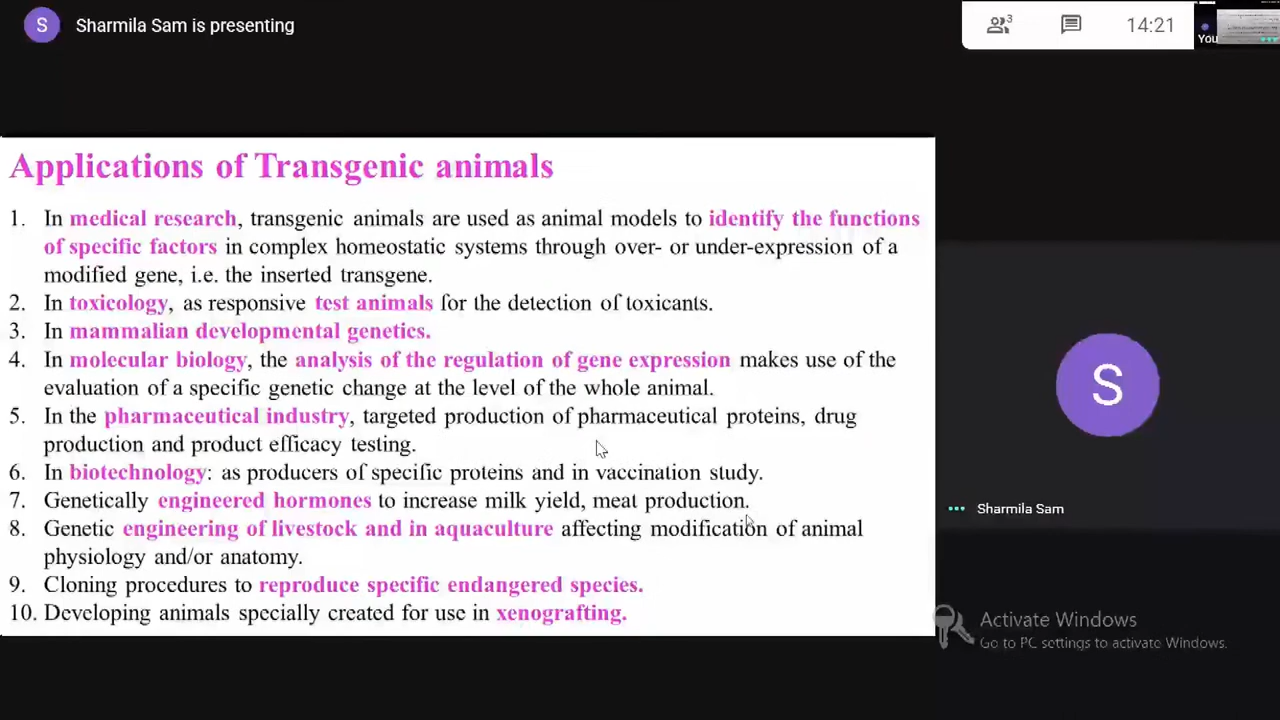 S
Sharmila Sam is presenting
3
14:21
You
Applications of Transgenic animals
1. In medical research, transgenic animals are used as animal models to identify the functions
of specific factors in complex homeostatic systems through over- or under-expression of a
modified gene, i.e. the inserted transgene.
2. In toxicology, as responsive test animals for the detection of toxicants.
3. In mammalian developmental genetics.
4. In molecular biology, the analysis of the regulation of gene expression makes use of the
evaluation of a specific genetic change at the level of the whole animal.
5. In the pharmaceutical industry, targeted production of pharmaceutical proteins, drug
production and product efficacy testing.
6. In biotechnology: as producers of specific proteins and in vaccination study.
7. Genetically engineered hormones to increase milk yield, meat production.
8. Genetic engineering of livestock and in aquaculture affecting modification of animal
physiology and/or anatomy.
9. Cloning procedures to reproduce specific endangered species.
10. Developing animals specially created for use in xenografting.
S
Sharmila Sam
Activate Windows
Go to PC settings to activate Windows.